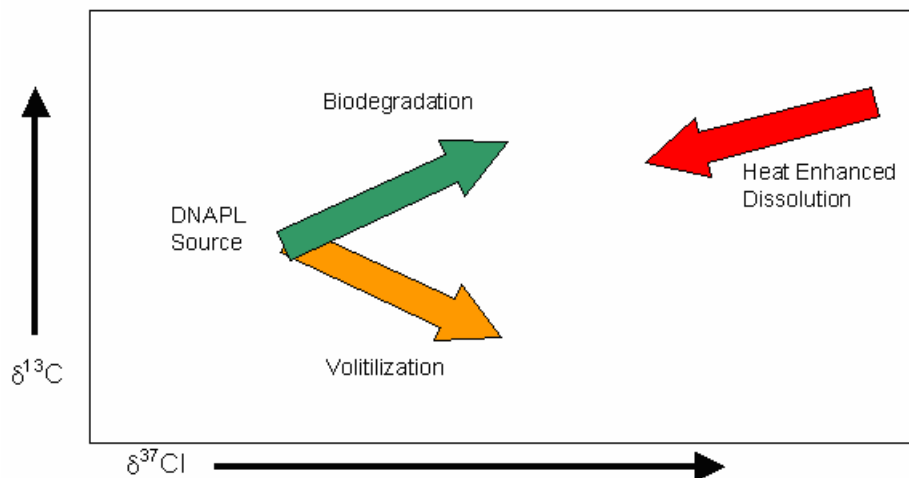 Biodegradation
Heat Enhanced
Dissolution
DNAPL
Source
Volitilization
δ¹³C
δ³⁷Cl